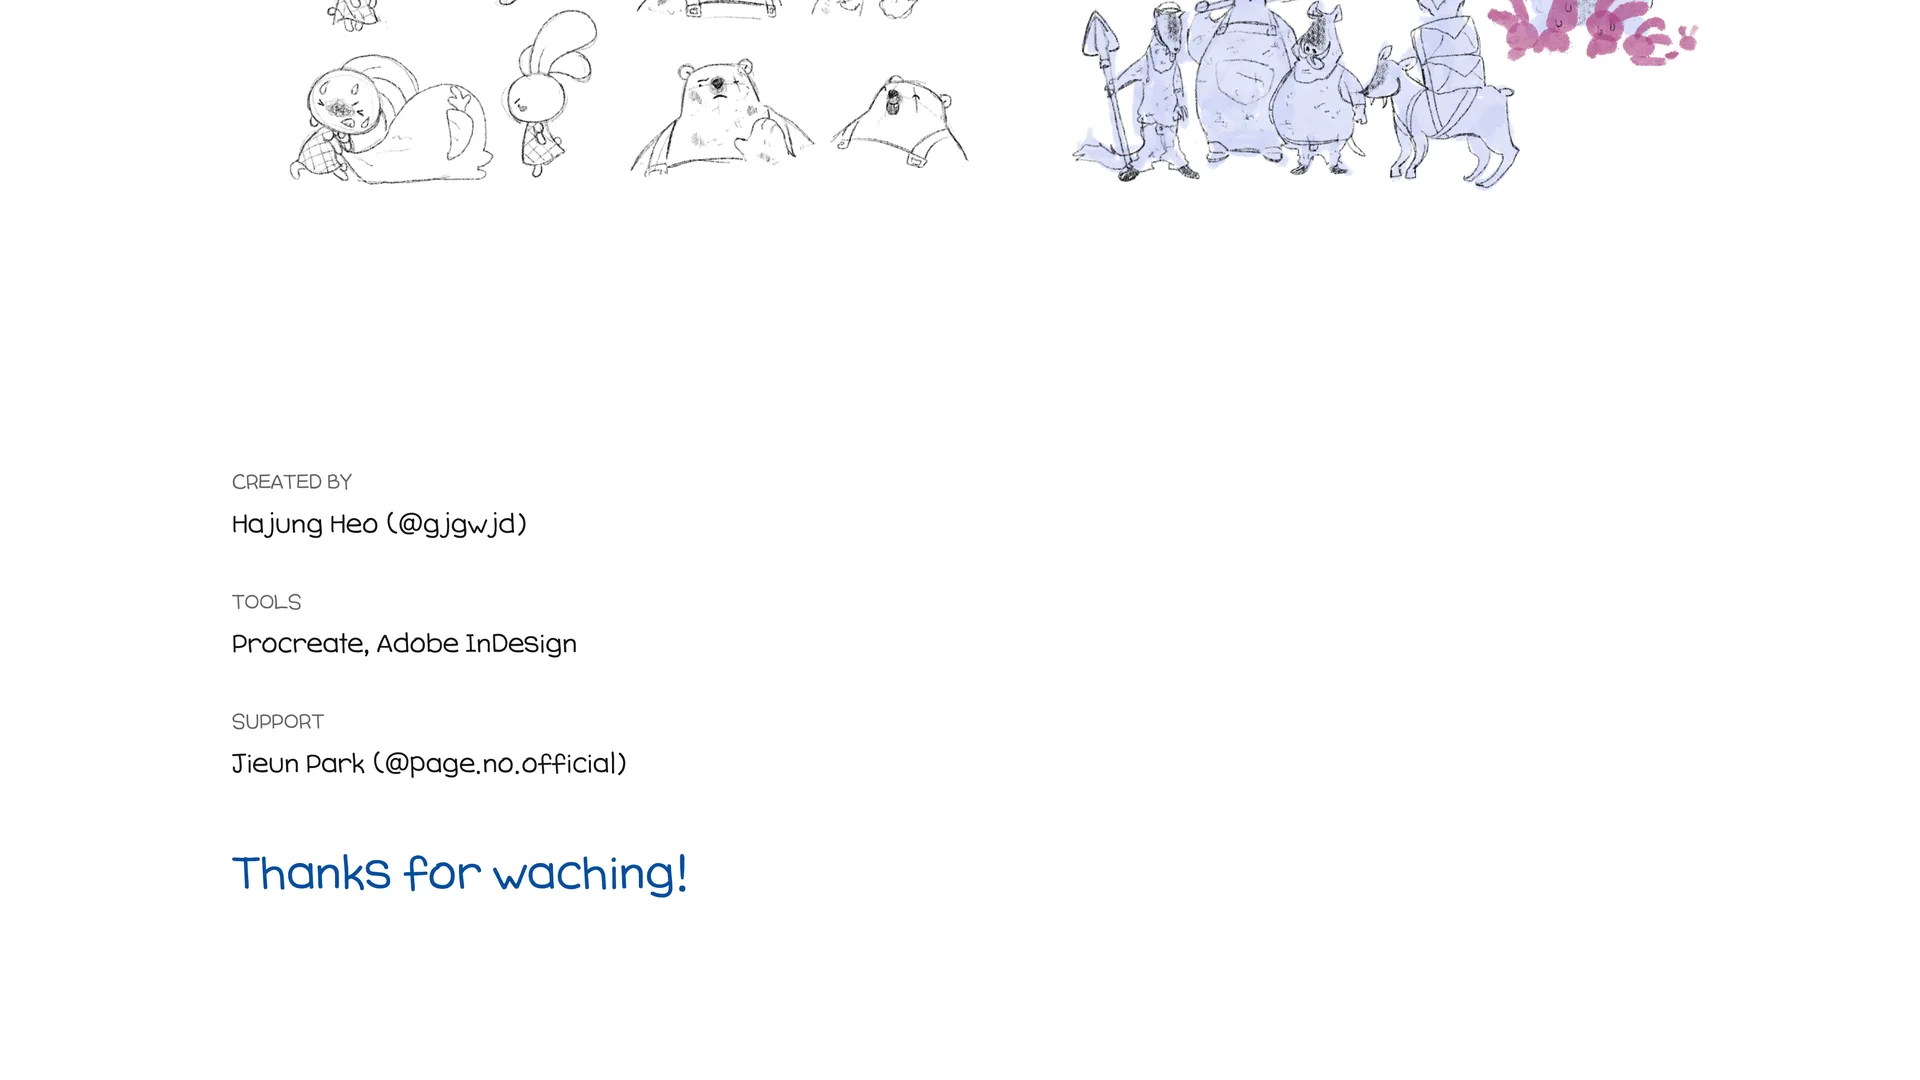 CREATED BY
Hajung Heo (@gjgwjd)
TOOLS
Procreate, Adobe InDesign
SUPPORT
Jieun Park (@page.no.official)
Thanks for waching!